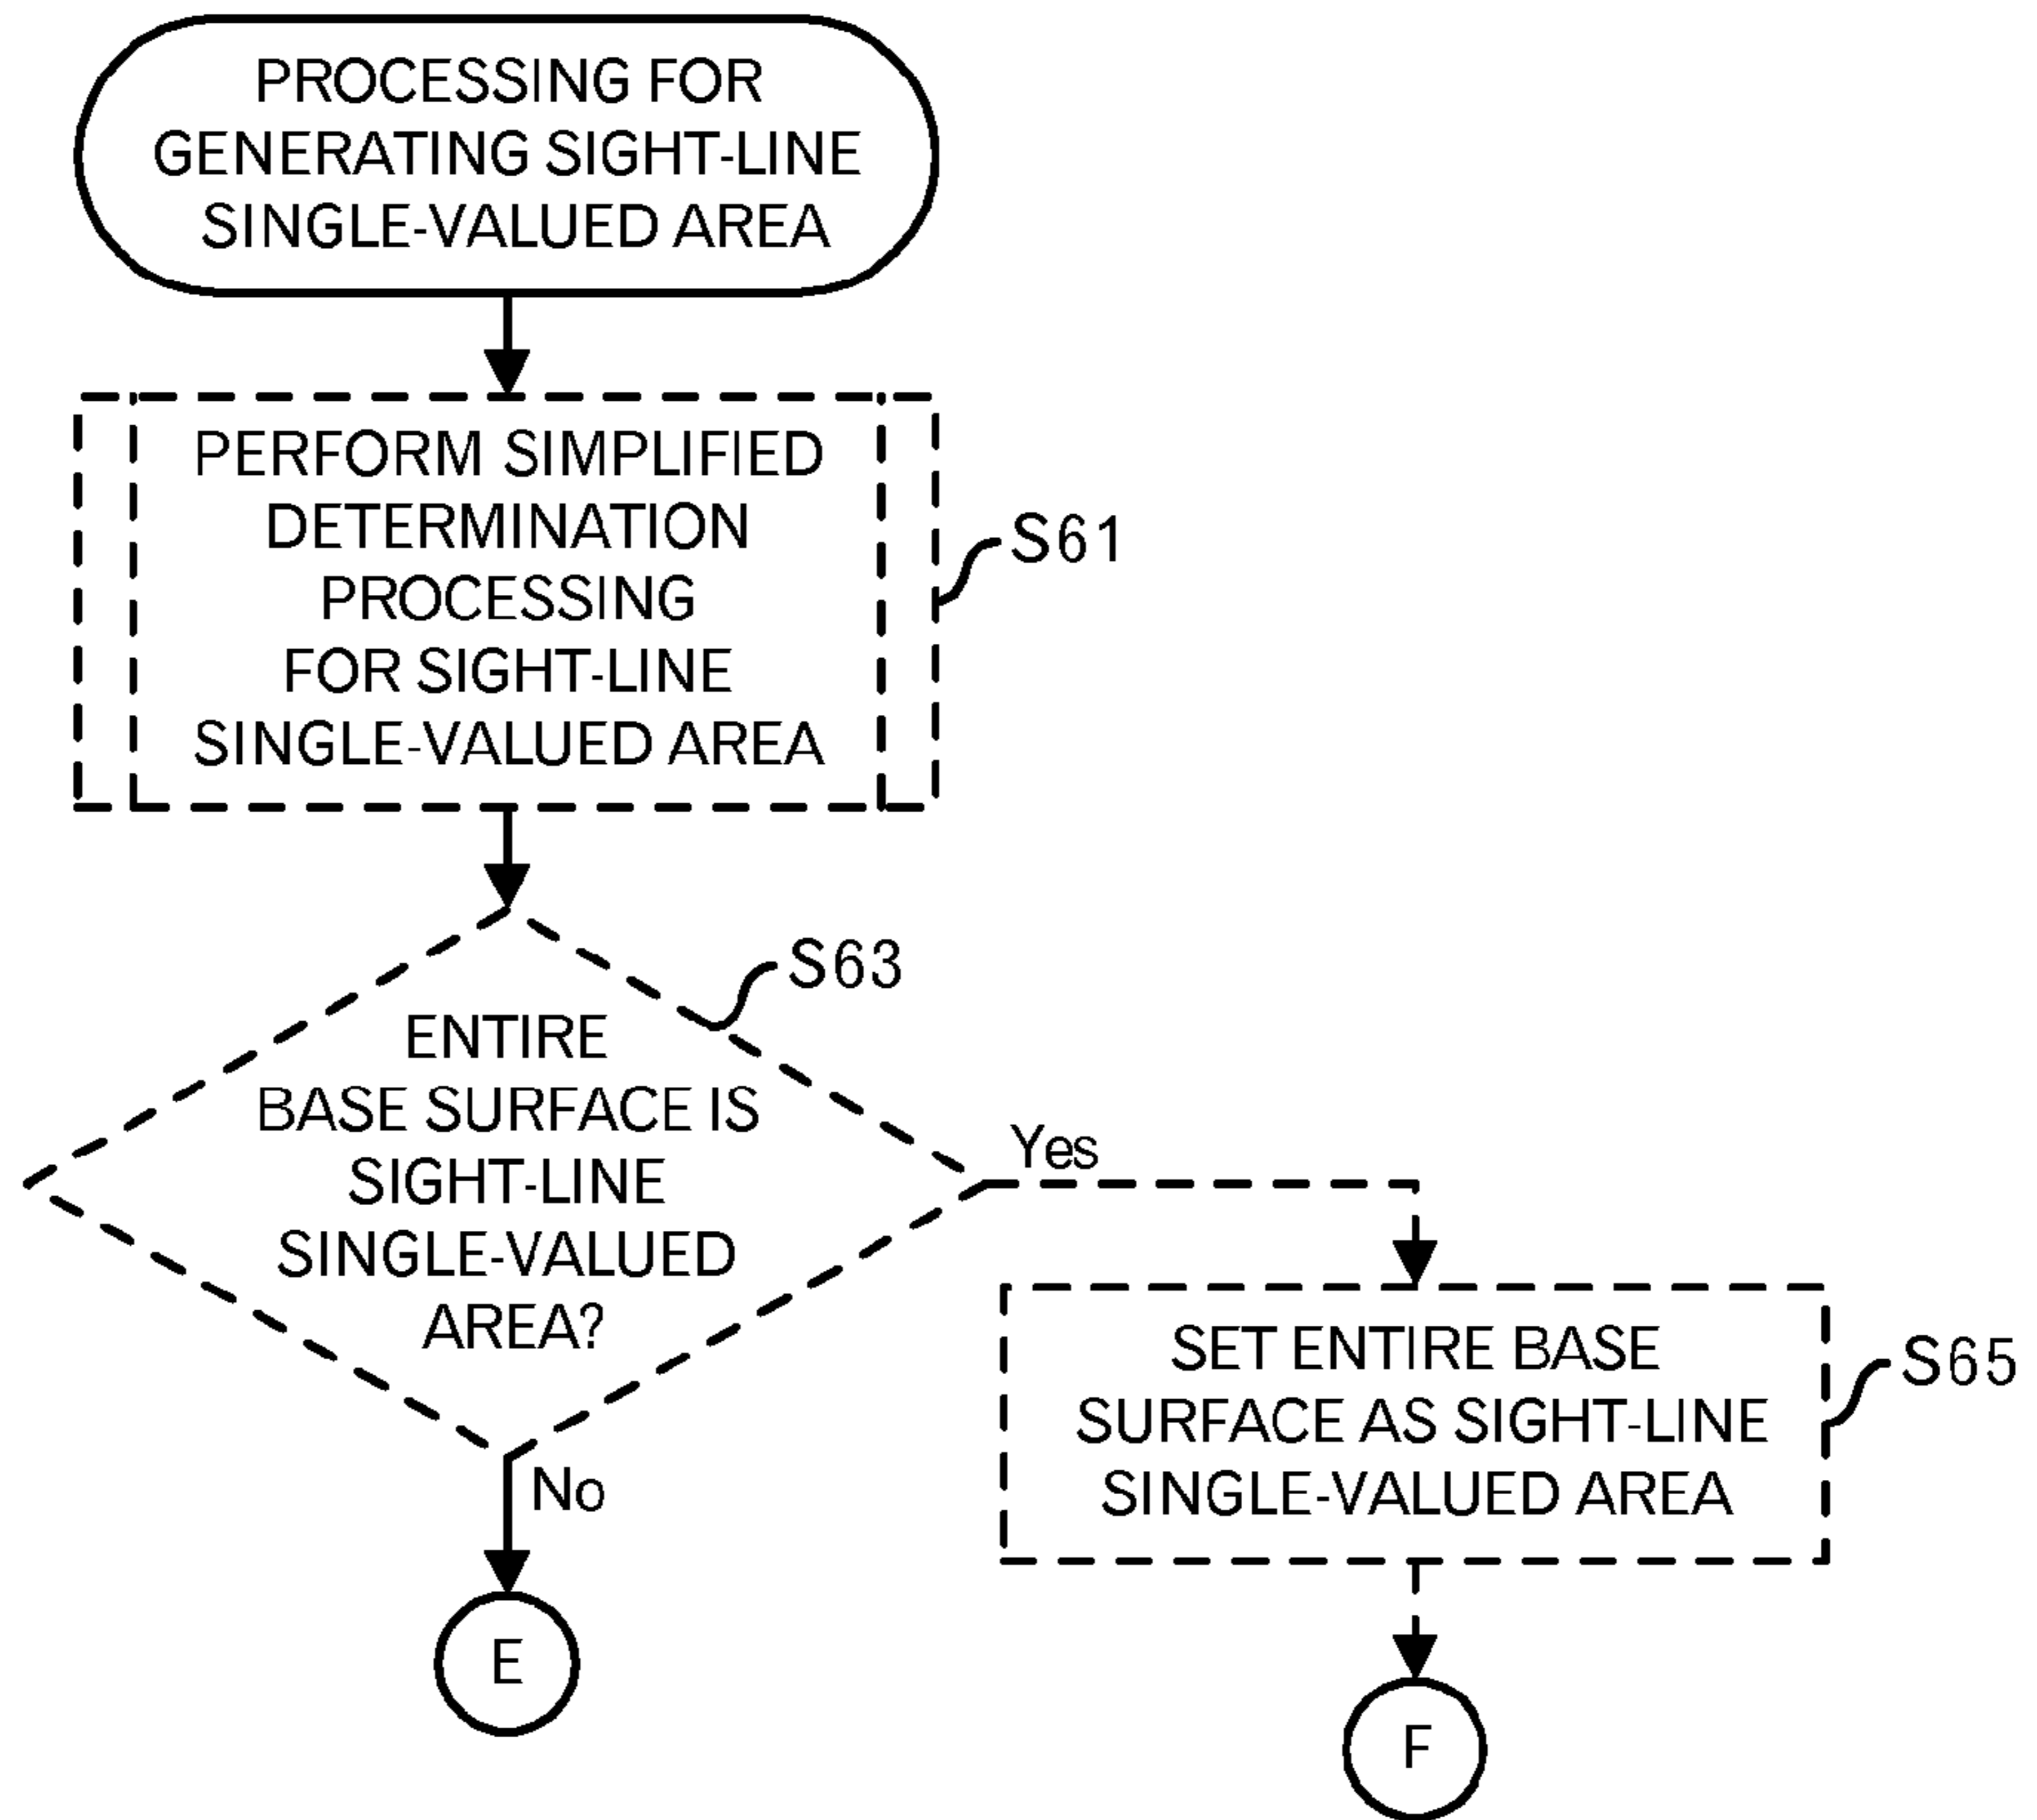 PROCESSING FOR
GENERATING SIGHT-LINE
SINGLE-VALUED AREA
PERFORM SIMPLIFIED
DETERMINATION
PROCESSING
FOR SIGHT-LINE
SINGLE-VALUED AREA
S61
S63
ENTIRE
BASE SURFACE IS
SIGHT-LINE
SINGLE-VALUED
AREA?
Yes
No
SET ENTIRE BASE
SURFACE AS SIGHT-LINE
SINGLE-VALUED AREA
S65
E
F